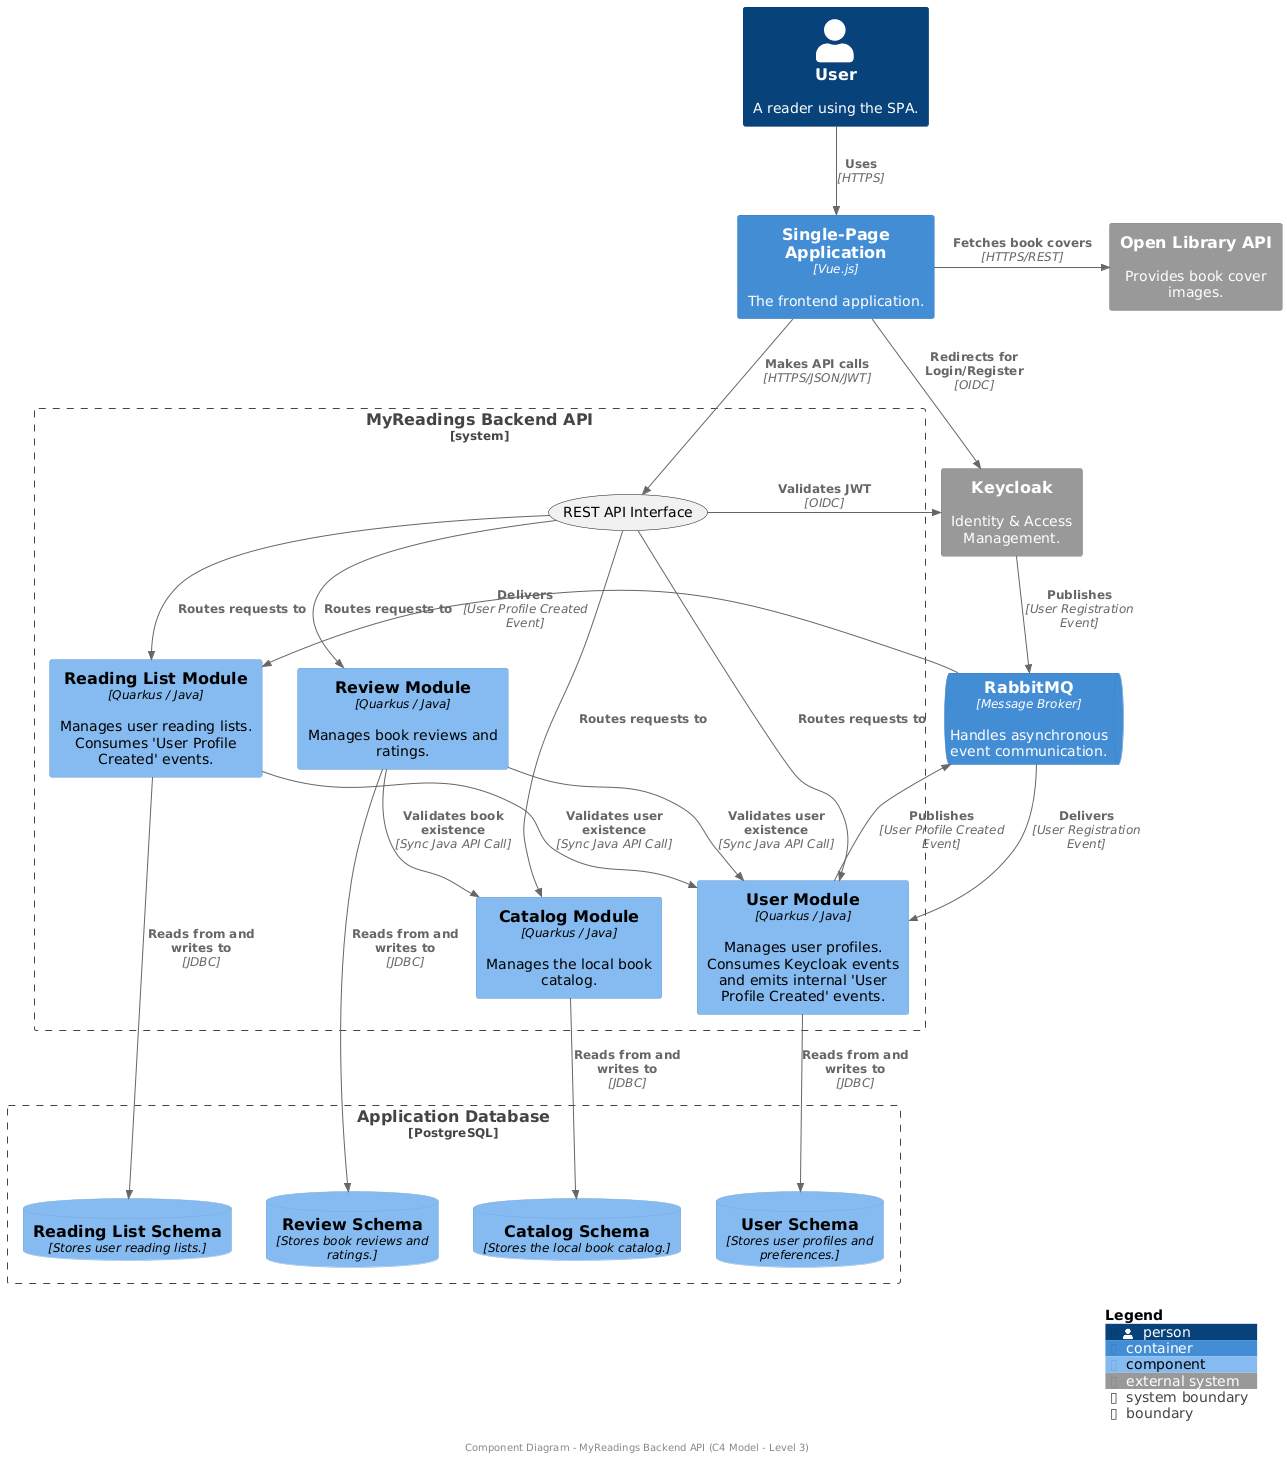 User
A reader using the SPA.
Uses
[HTTPS]
Single-Page
Application
[Vue.js]
The frontend application.
Fetches book covers
[HTTPS/REST]
Open Library API
Provides book cover
images.
Makes API calls
[HTTPS/JSON/JWT]
Redirects for
Login/Register
[OIDC]
MyReadings Backend API
[system]
REST API Interface
Validates JWT
[OIDC]
Keycloak
Identity & Access
Management.
Routes requests to
Routes requests to
Delivers
[User Profile Created
Event]
Publishes
[User Registration
Event]
Reading List Module
[Quarkus / Java]
Manages user reading lists.
Consumes 'User Profile
Created' events.
Review Module
[Quarkus / Java]
Manages book reviews and
ratings.
Routes requests to
Routes requests to
RabbitMQ
[Message Broker]
Handles asynchronous
event communication.
Validates book
existence
[Sync Java API Call]
Validates user
existence
[Sync Java API Call]
Validates user
existence
[Sync Java API Call]
Publishes
[User Profile Created
Event]
Delivers
[User Registration
Event]
Reads from and
writes to
[JDBC]
Reads from and
writes to
[JDBC]
Catalog Module
[Quarkus / Java]
Manages the local book
catalog.
User Module
[Quarkus / Java]
Manages user profiles.
Consumes Keycloak events
and emits internal 'User
Profile Created' events.
Reads from and
writes to
[JDBC]
Reads from and
writes to
[JDBC]
Application Database
[PostgreSQL]
Reading List Schema
[Stores user reading lists.]
Review Schema
[Stores book reviews and
ratings.]
Catalog Schema
[Stores the local book catalog.]
User Schema
[Stores user profiles and
preferences.]
Legend
person
container
component
external system
system boundary
boundary
Component Diagram - MyReadings Backend API (C4 Model - Level 3)